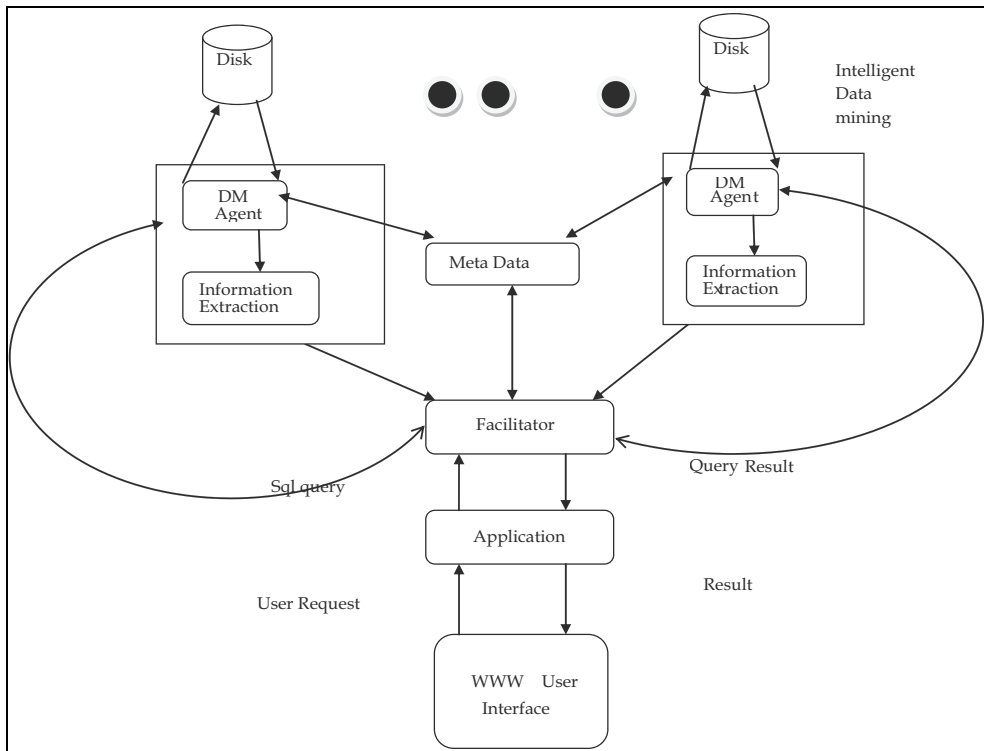 Disk
Disk
Intelligent
Data
mining
DM
Agent
DM
Agent
Meta Data
Information
Extraction
Information
Extraction
Facilitator
Query Result
Sql query
Application
Result
User Request
WWW User
Interface